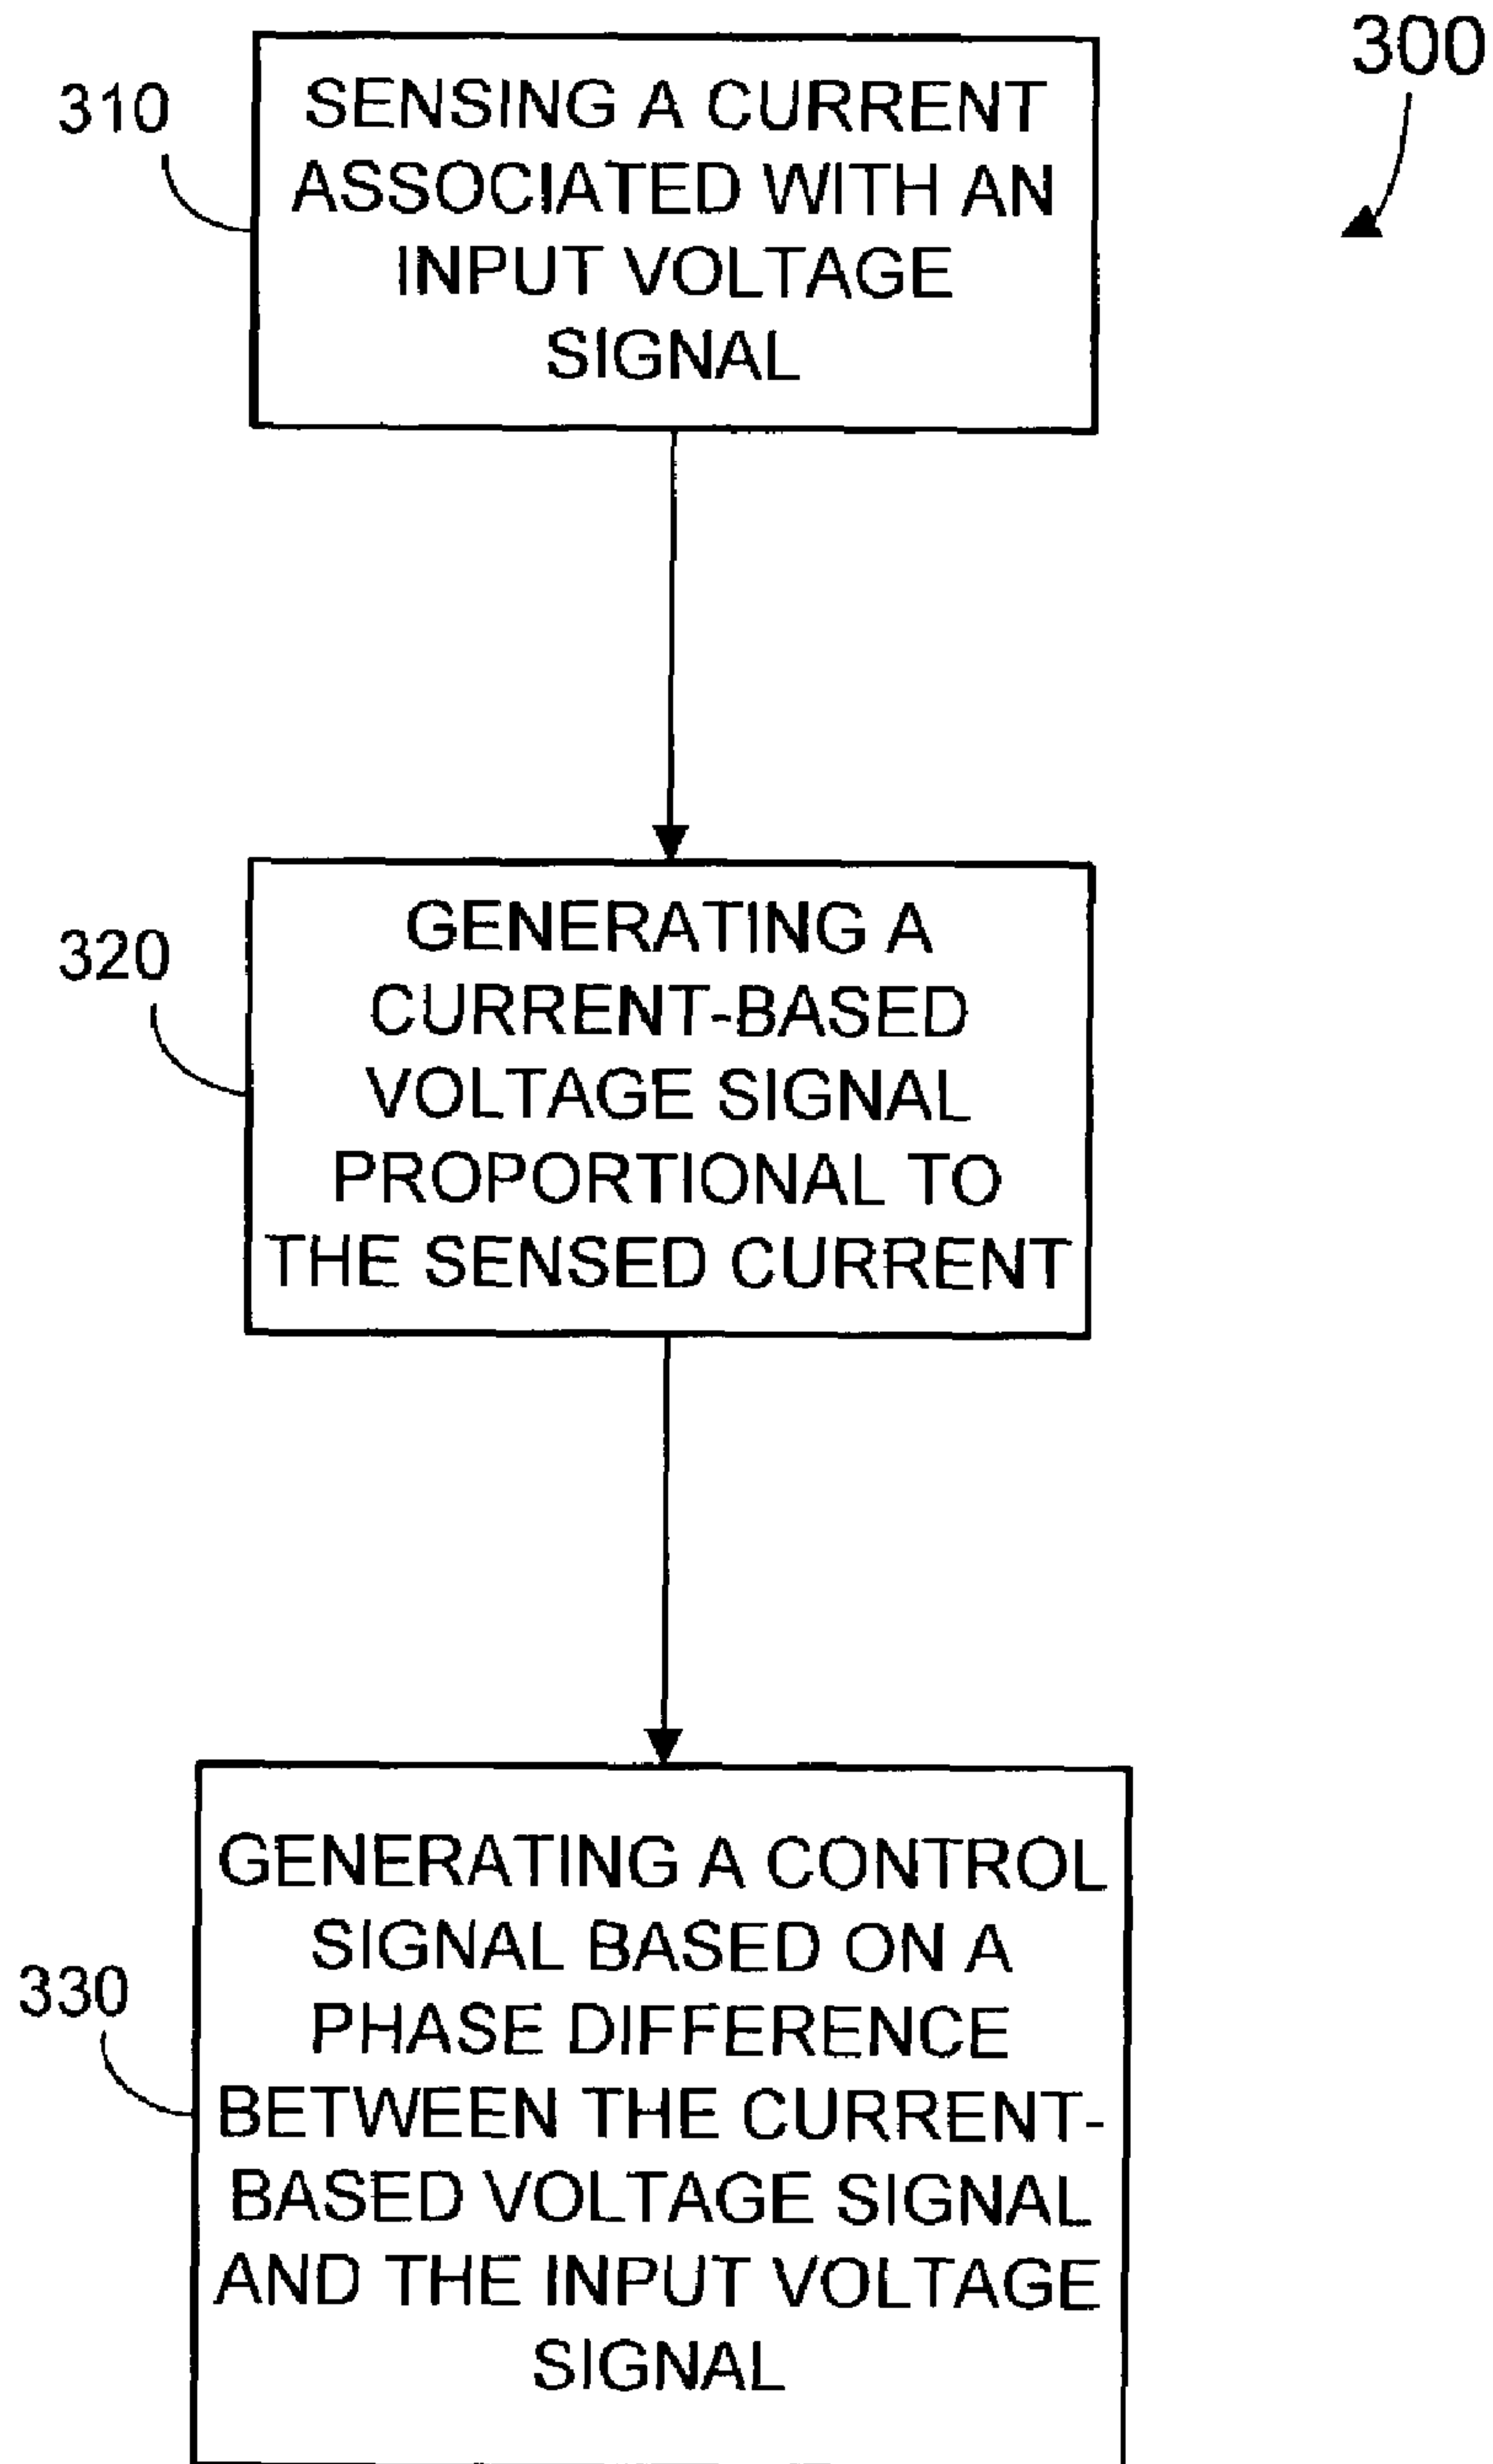 300
310
SENSING A CURRENT
ASSOCIATED WITH AN
INPUT VOLTAGE
SIGNAL
320
GENERATING A
CURRENT-BASED
VOLTAGE SIGNAL
PROPORTIONAL TO
THE SENSED CURRENT
330
GENERATING A CONTROL
SIGNAL BASED ON A
PHASE DIFFERENCE
BETWEEN THE CURRENT-
BASED VOLTAGE SIGNAL
AND THE INPUT VOLTAGE
SIGNAL